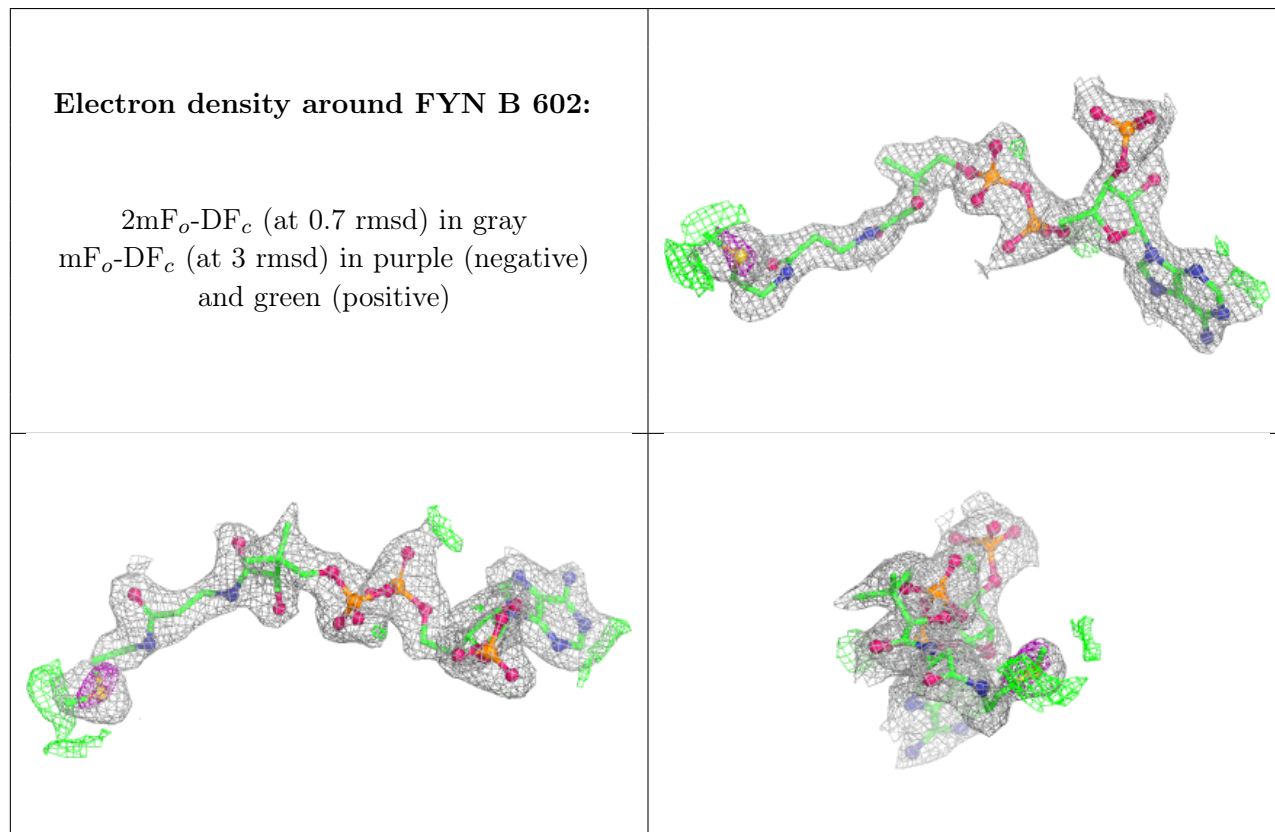 Electron density around FYN B 602:
2mFo-DFc (at 0.7 rmsd) in gray
mFo-DFc (at 3 rmsd) in purple (negative)
and green (positive)